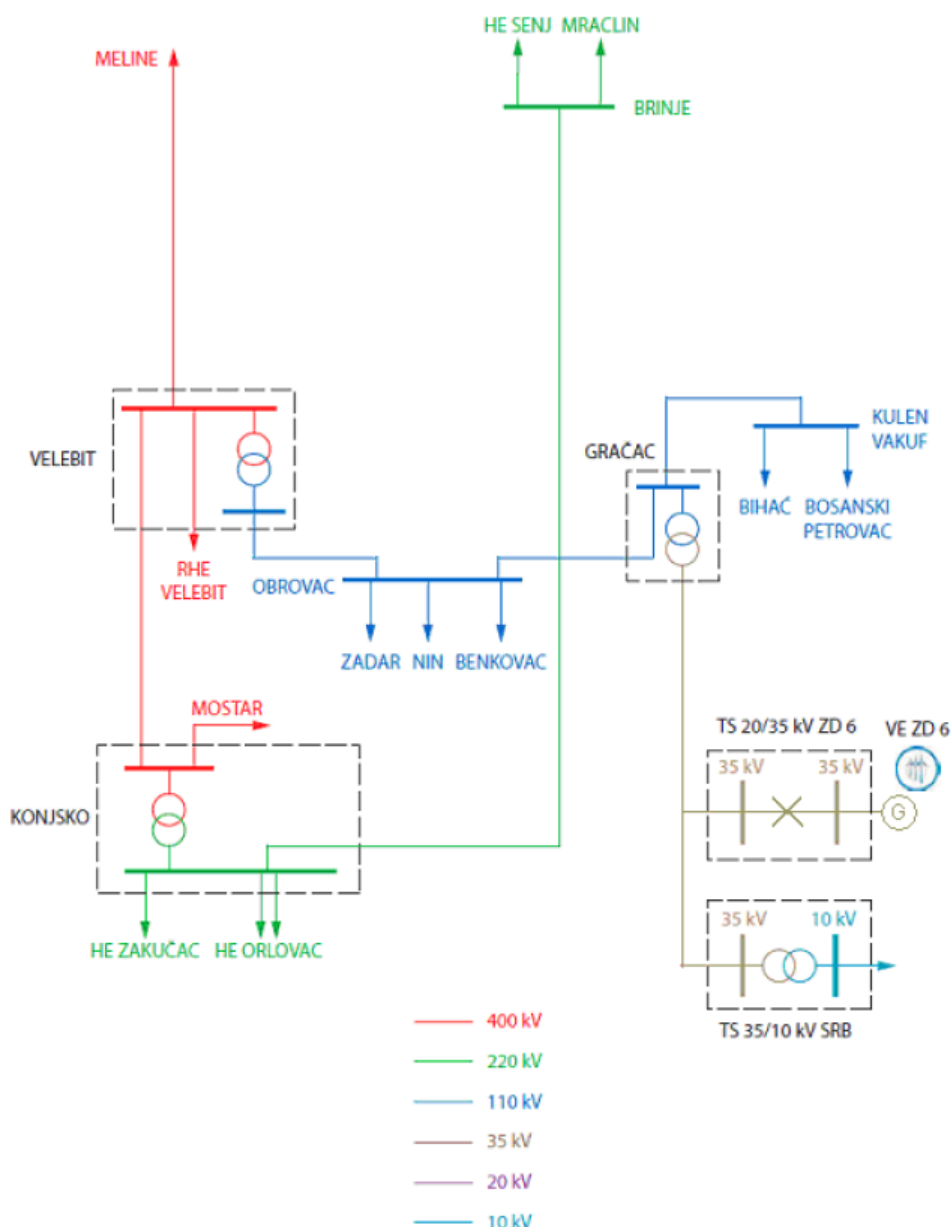 HE SENJ MRACLIN
MELINE
BRINJE
KULEN
VAKUF
GRAČAC
VELEBIT
BIHAĆ BOSANSKI
PETROVAC
RHE
VELEBIT
OBROVAC
ZADAR NIN BENKOVAC
MOSTAR
TS 20/35 kV ZD 6 VE ZD 6
35 kV 35 kV
G
KONJSKO
35 kV 10 kV
HE ZAKUČAC HE ORLOVAC
TS 35/10 kV SRB
400 kV
220 kV
110 kV
35 kV
20 kV
10 kV